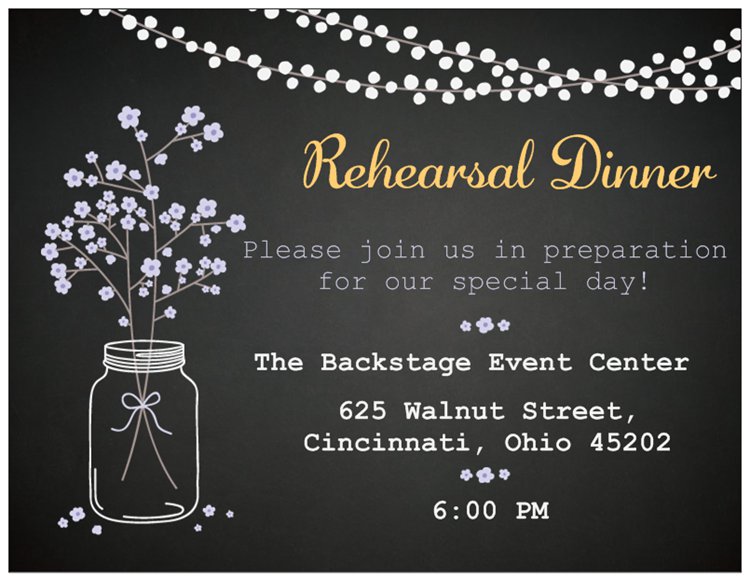 Rehearsal Dinner
Please join us in preparation
for our special day!
The Backstage Event Center
625 Walnut Street,
Cincinnati, Ohio 45202
6:00 PM